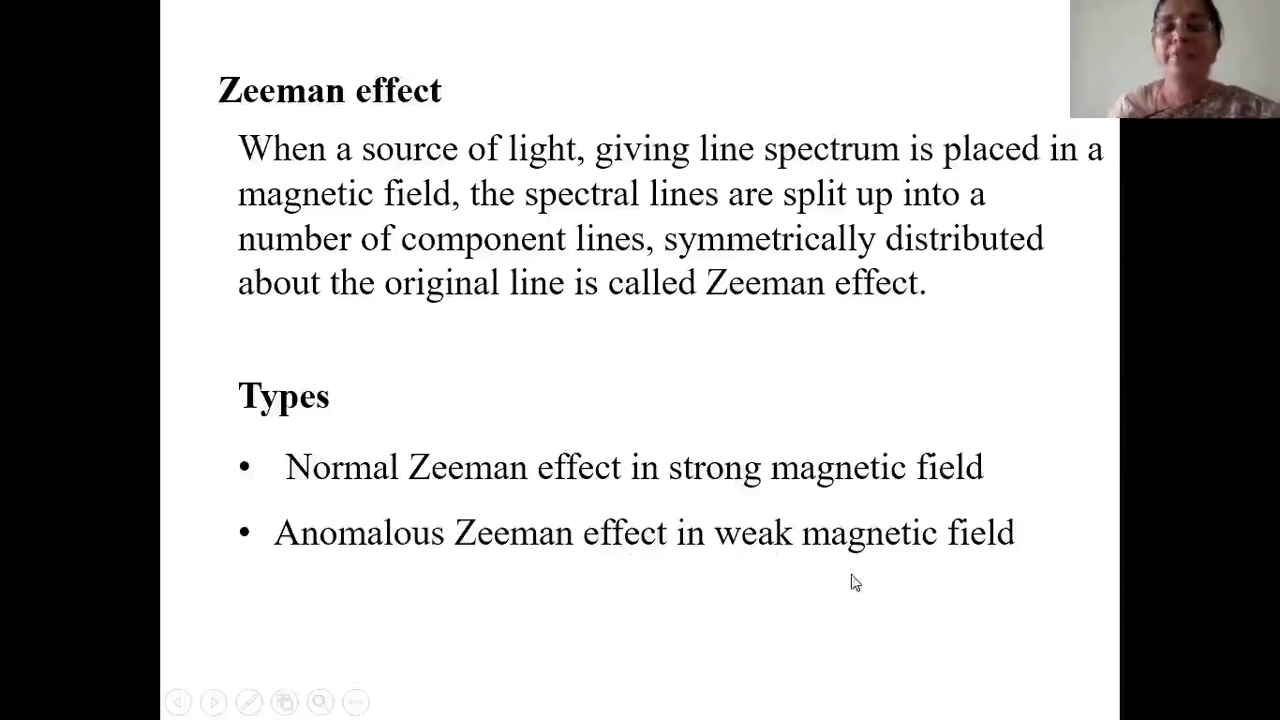 Zeeman effect
When a source of light, giving line spectrum is placed in a
magnetic field, the spectral lines are split up into a
number of component lines, symmetrically distributed
about the original line is called Zeeman effect.
Types
• Normal Zeeman effect in strong magnetic field
• Anomalous Zeeman effect in weak magnetic field